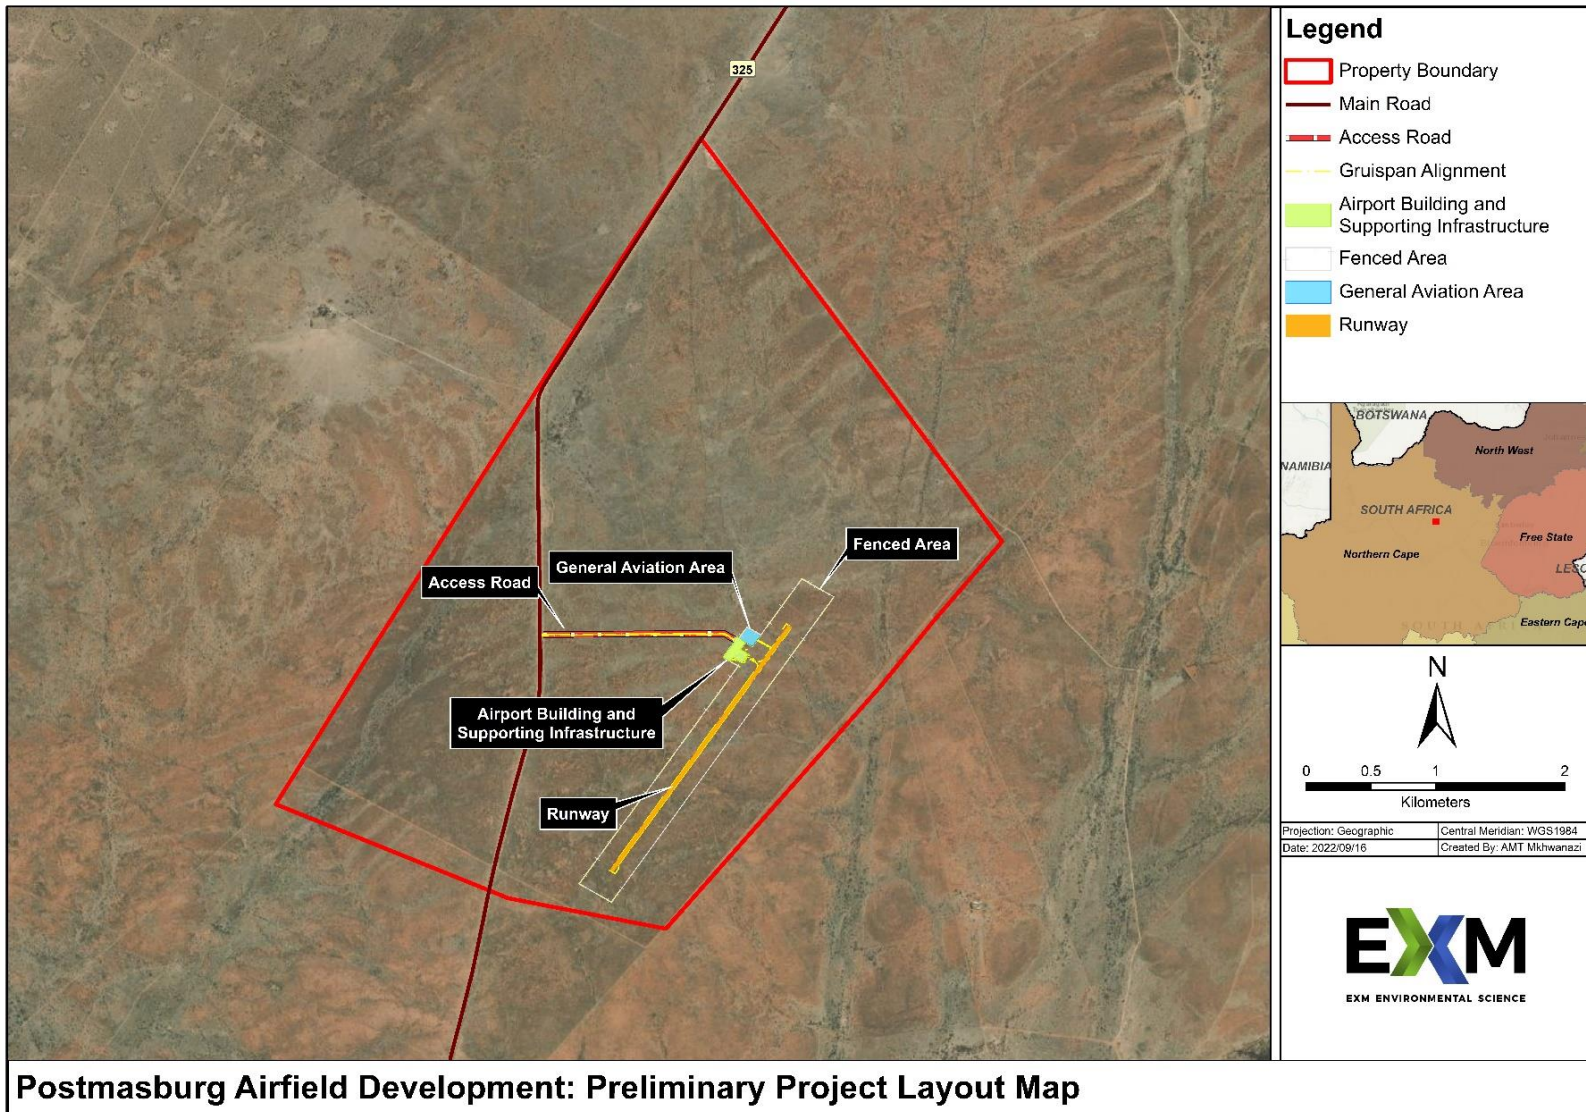 325
Fenced Area
General Aviation Area
Access Road
Airport Building and
Supporting Infrastructure
Runway
Legend
Property Boundary
Main Road
Access Road
Gruispan Alignment
Airport Building and
Supporting Infrastructure
Fenced Area
General Aviation Area
Runway
BOTSWANA
NAMIBIA
North West
SOUTH AFRICA
Northern Cape
Free State
LESO
Eastern Cape
SOUTH AFRI
N
0 0.5 1 2
Kilometers
Projection: Geographic Central Meridian: WGS1984
Date: 2022/09/16 Created By: AMT Mkhwanazi
EXM
EXM ENVIRONMENTAL SCIENCE
Postmasburg Airfield Development: Preliminary Project Layout Map